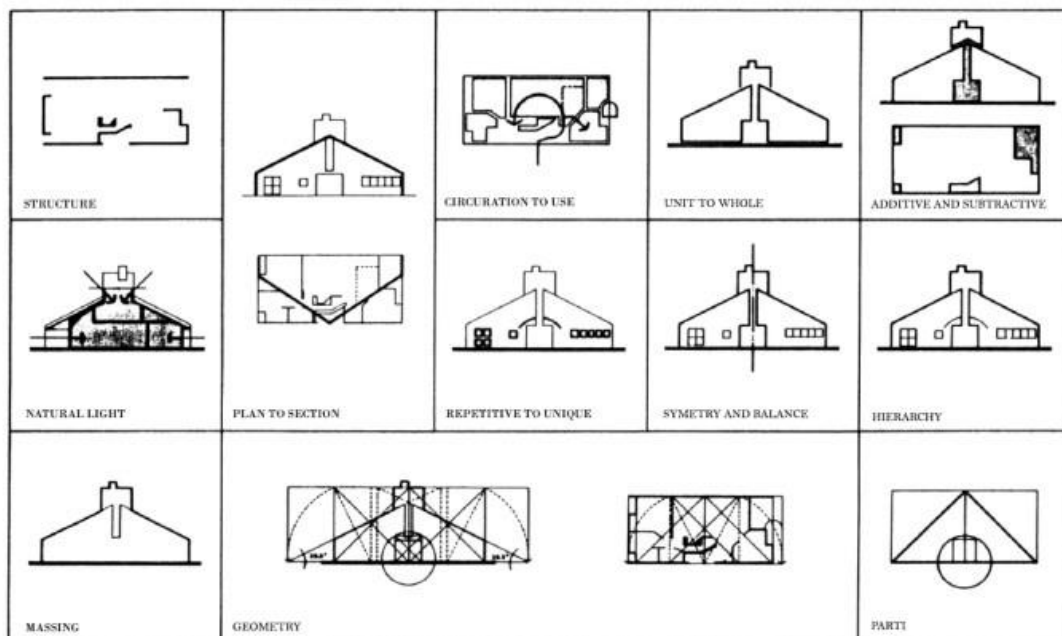 STRUCTURE
CIRCURATION TO USE
UNIT TO WHOLE
ADDITIVE AND SUBTRACTIVE
NATURAL LIGHT
PLAN TO SECTION
REPETITIVE TO UNIQUE
SYMETRY AND BALANCE
HIERARCHY
MASSING
GEOMETRY
PARTI